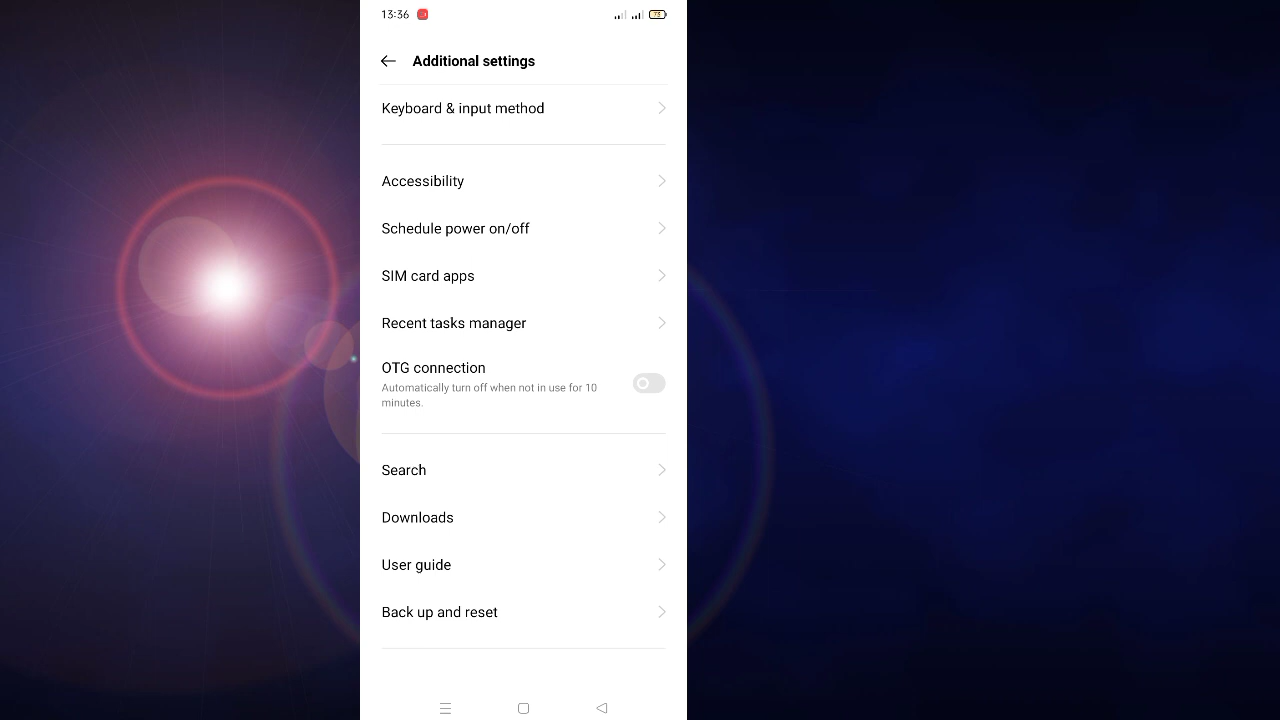 13:36
73
Additional settings
Keyboard & input method
Accessibility
Schedule power on/off
SIM card apps
Recent tasks manager
OTG connection
Automatically turn off when not in use for 10
minutes.
Search
Downloads
User guide
Back up and reset